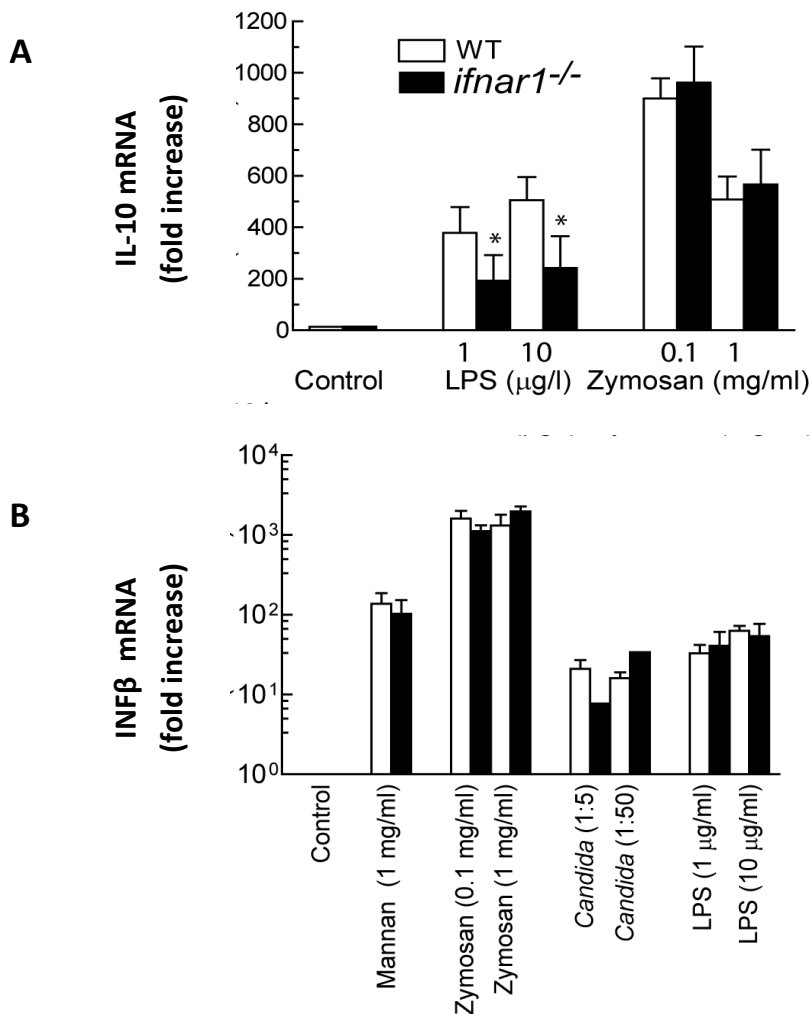 A
IL-10 mRNA
(fold increase)
1200
1000
800
600
400
200
0
WT
ifnar1-/-
*
*
1 10 0.1 1
Control LPS (μg/l) Zymosan (mg/ml)
B
INFβ mRNA
(fold increase)
10⁴
10³
10²
10¹
10⁰
Control
Mannan (1 mg/ml)
Zymosan (0.1 mg/ml)
Zymosan (1 mg/ml)
Candida (1:5)
Candida (1:50)
LPS (1 μg/ml)
LPS (10 μg/ml)